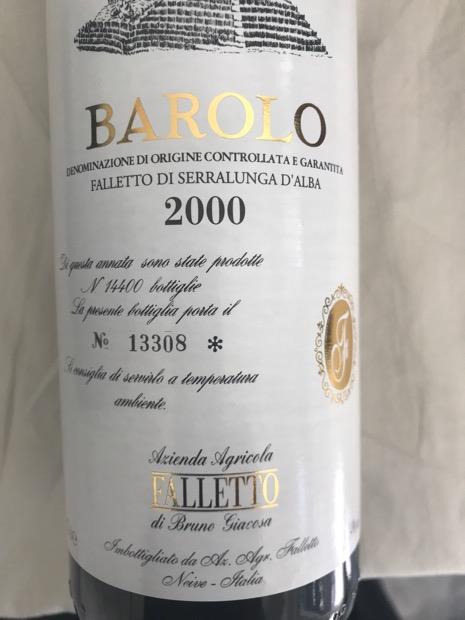 BAROLO
DENOMINAZIONE DI ORIGINE CONTROLLATA E GARANTITA
FALLETTO DI SERRALUNGA D'ALBA
2000
Di questa annata sono state prodotte
N 14400 bottiglie
La presente bottiglia porta il
No 13308 *
Si consiglia di servirlo a temperatura
ambiente.
F
Azienda Agricola
FALLETTO
di Bruno Giacosa
Imbottigliato da Az. Agr. Falletto
Neive - Italia